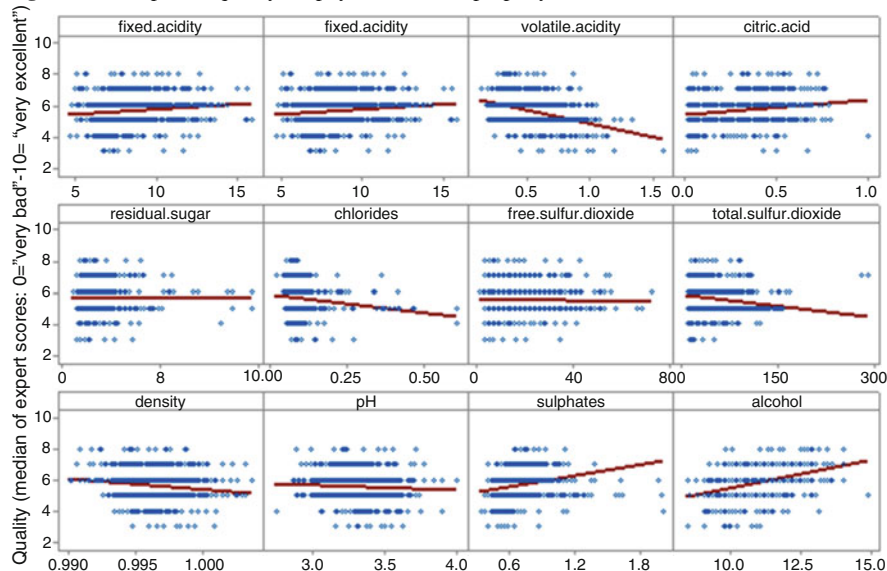 Quality (median of expert scores: 0="very bad"-10= "very excellent")
fixed.acidity fixed.acidity volatile.acidity citric.acid
10
8
6
4
2
5 10 15 5 10 15 0.5 1.0 1.5 0.0 0.5 1.0
residual.sugar chlorides free.sulfur.dioxide total.sulfur.dioxide
10
8
6
4
2
0 8 10.00 0.25 0.50 0 40 800 150 300
density pH sulphates alcohol
10
8
6
4
2
0.990 0.995 1.000 3.0 3.5 4.0 0.6 1.2 1.8 10.0 12.5 15.0